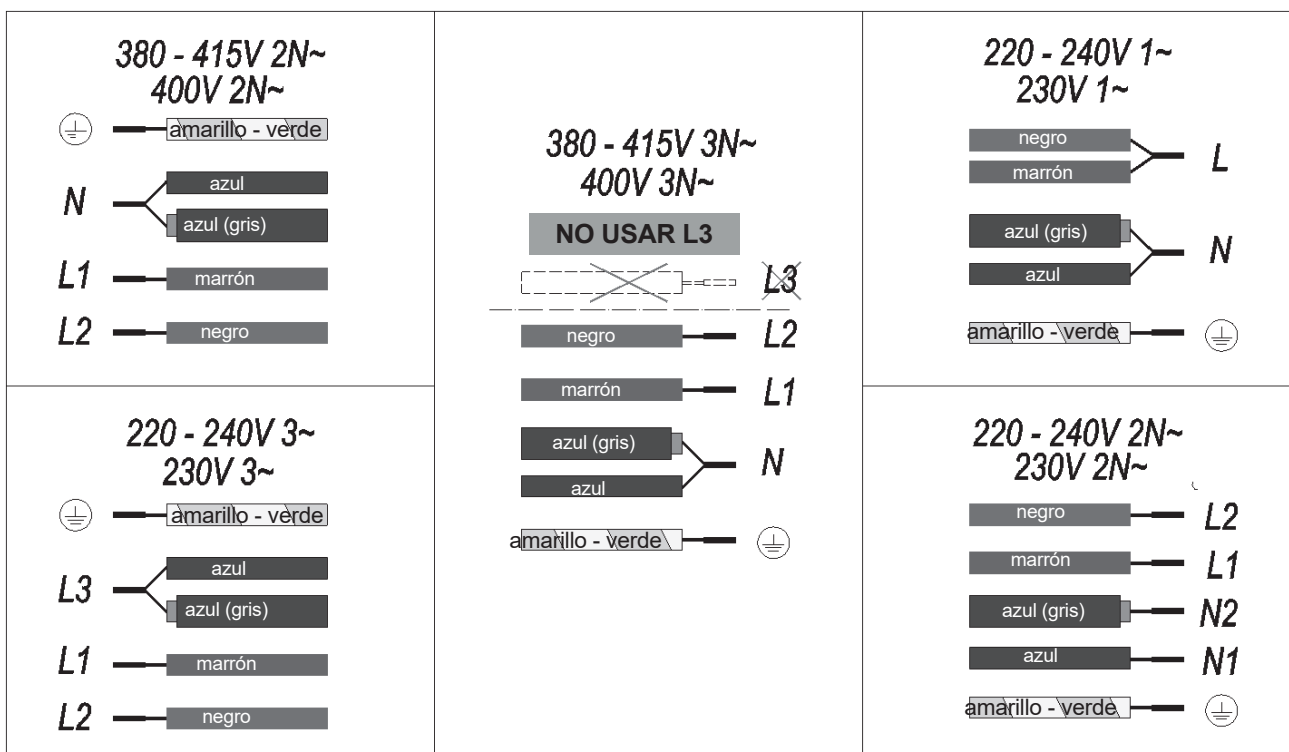 380 - 415V 2N~
400V 2N~
amarillo - verde
N
azul
azul (gris)
L1
marrón
L2
negro
220 - 240V 3~
230V 3~
amarillo - verde
L3
azul
azul (gris)
L1
marrón
L2
negro
380 - 415V 3N~
400V 3N~
NO USAR L3
L3
negro
L2
marrón
L1
azul (gris)
N
azul
amarillo - verde
220 - 240V 1~
230V 1~
negro
L
marrón
azul (gris)
N
azul
amarillo - verde
220 - 240V 2N~
230V 2N~
negro
L2
marrón
L1
azul (gris)
N2
azul
N1
amarillo - verde